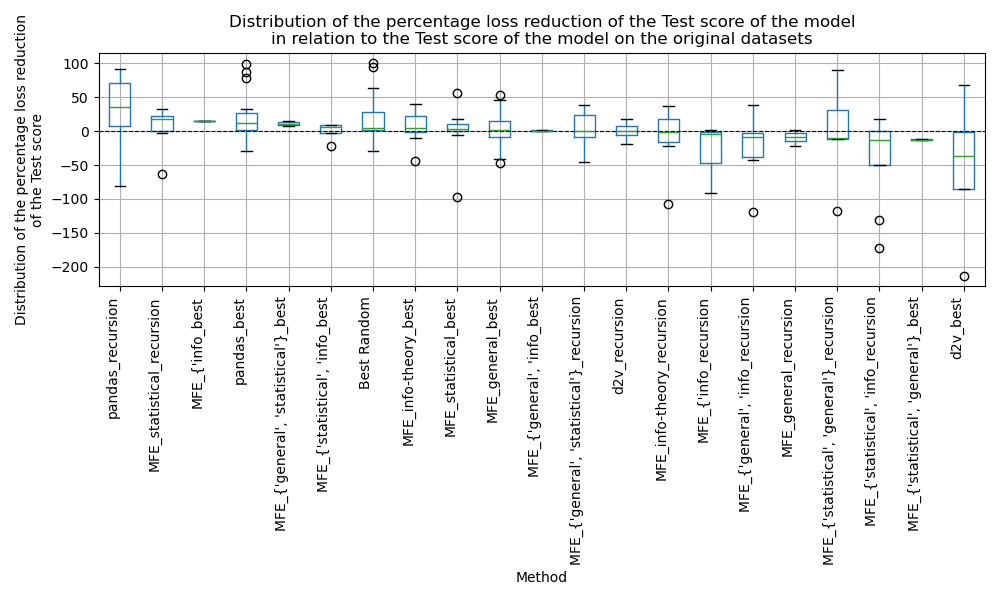 Distribution of the percentage loss reduction of the Test score of the model
in relation to the Test score of the model on the original datasets
Distribution of the percentage loss reduction
of the Test score
100
50
0
−50
−100
−150
−200
pandas_recursion
MFE_statistical_recursion
MFE_{'info_best
pandas_best
MFE_{'general', 'statistical'}_best
MFE_{'statistical', 'info_best
Best Random
MFE_info-theory_best
MFE_statistical_best
MFE_general_best
MFE_{'general', 'info_best
MFE_{'general', 'statistical'}_recursion
d2v_recursion
MFE_info-theory_recursion
MFE_{'info_recursion
MFE_{'general', 'info_recursion
MFE_general_recursion
MFE_{'statistical', 'general'}_recursion
MFE_{'statistical', 'info_recursion
MFE_{'statistical', 'general'}_best
d2v_best
Method